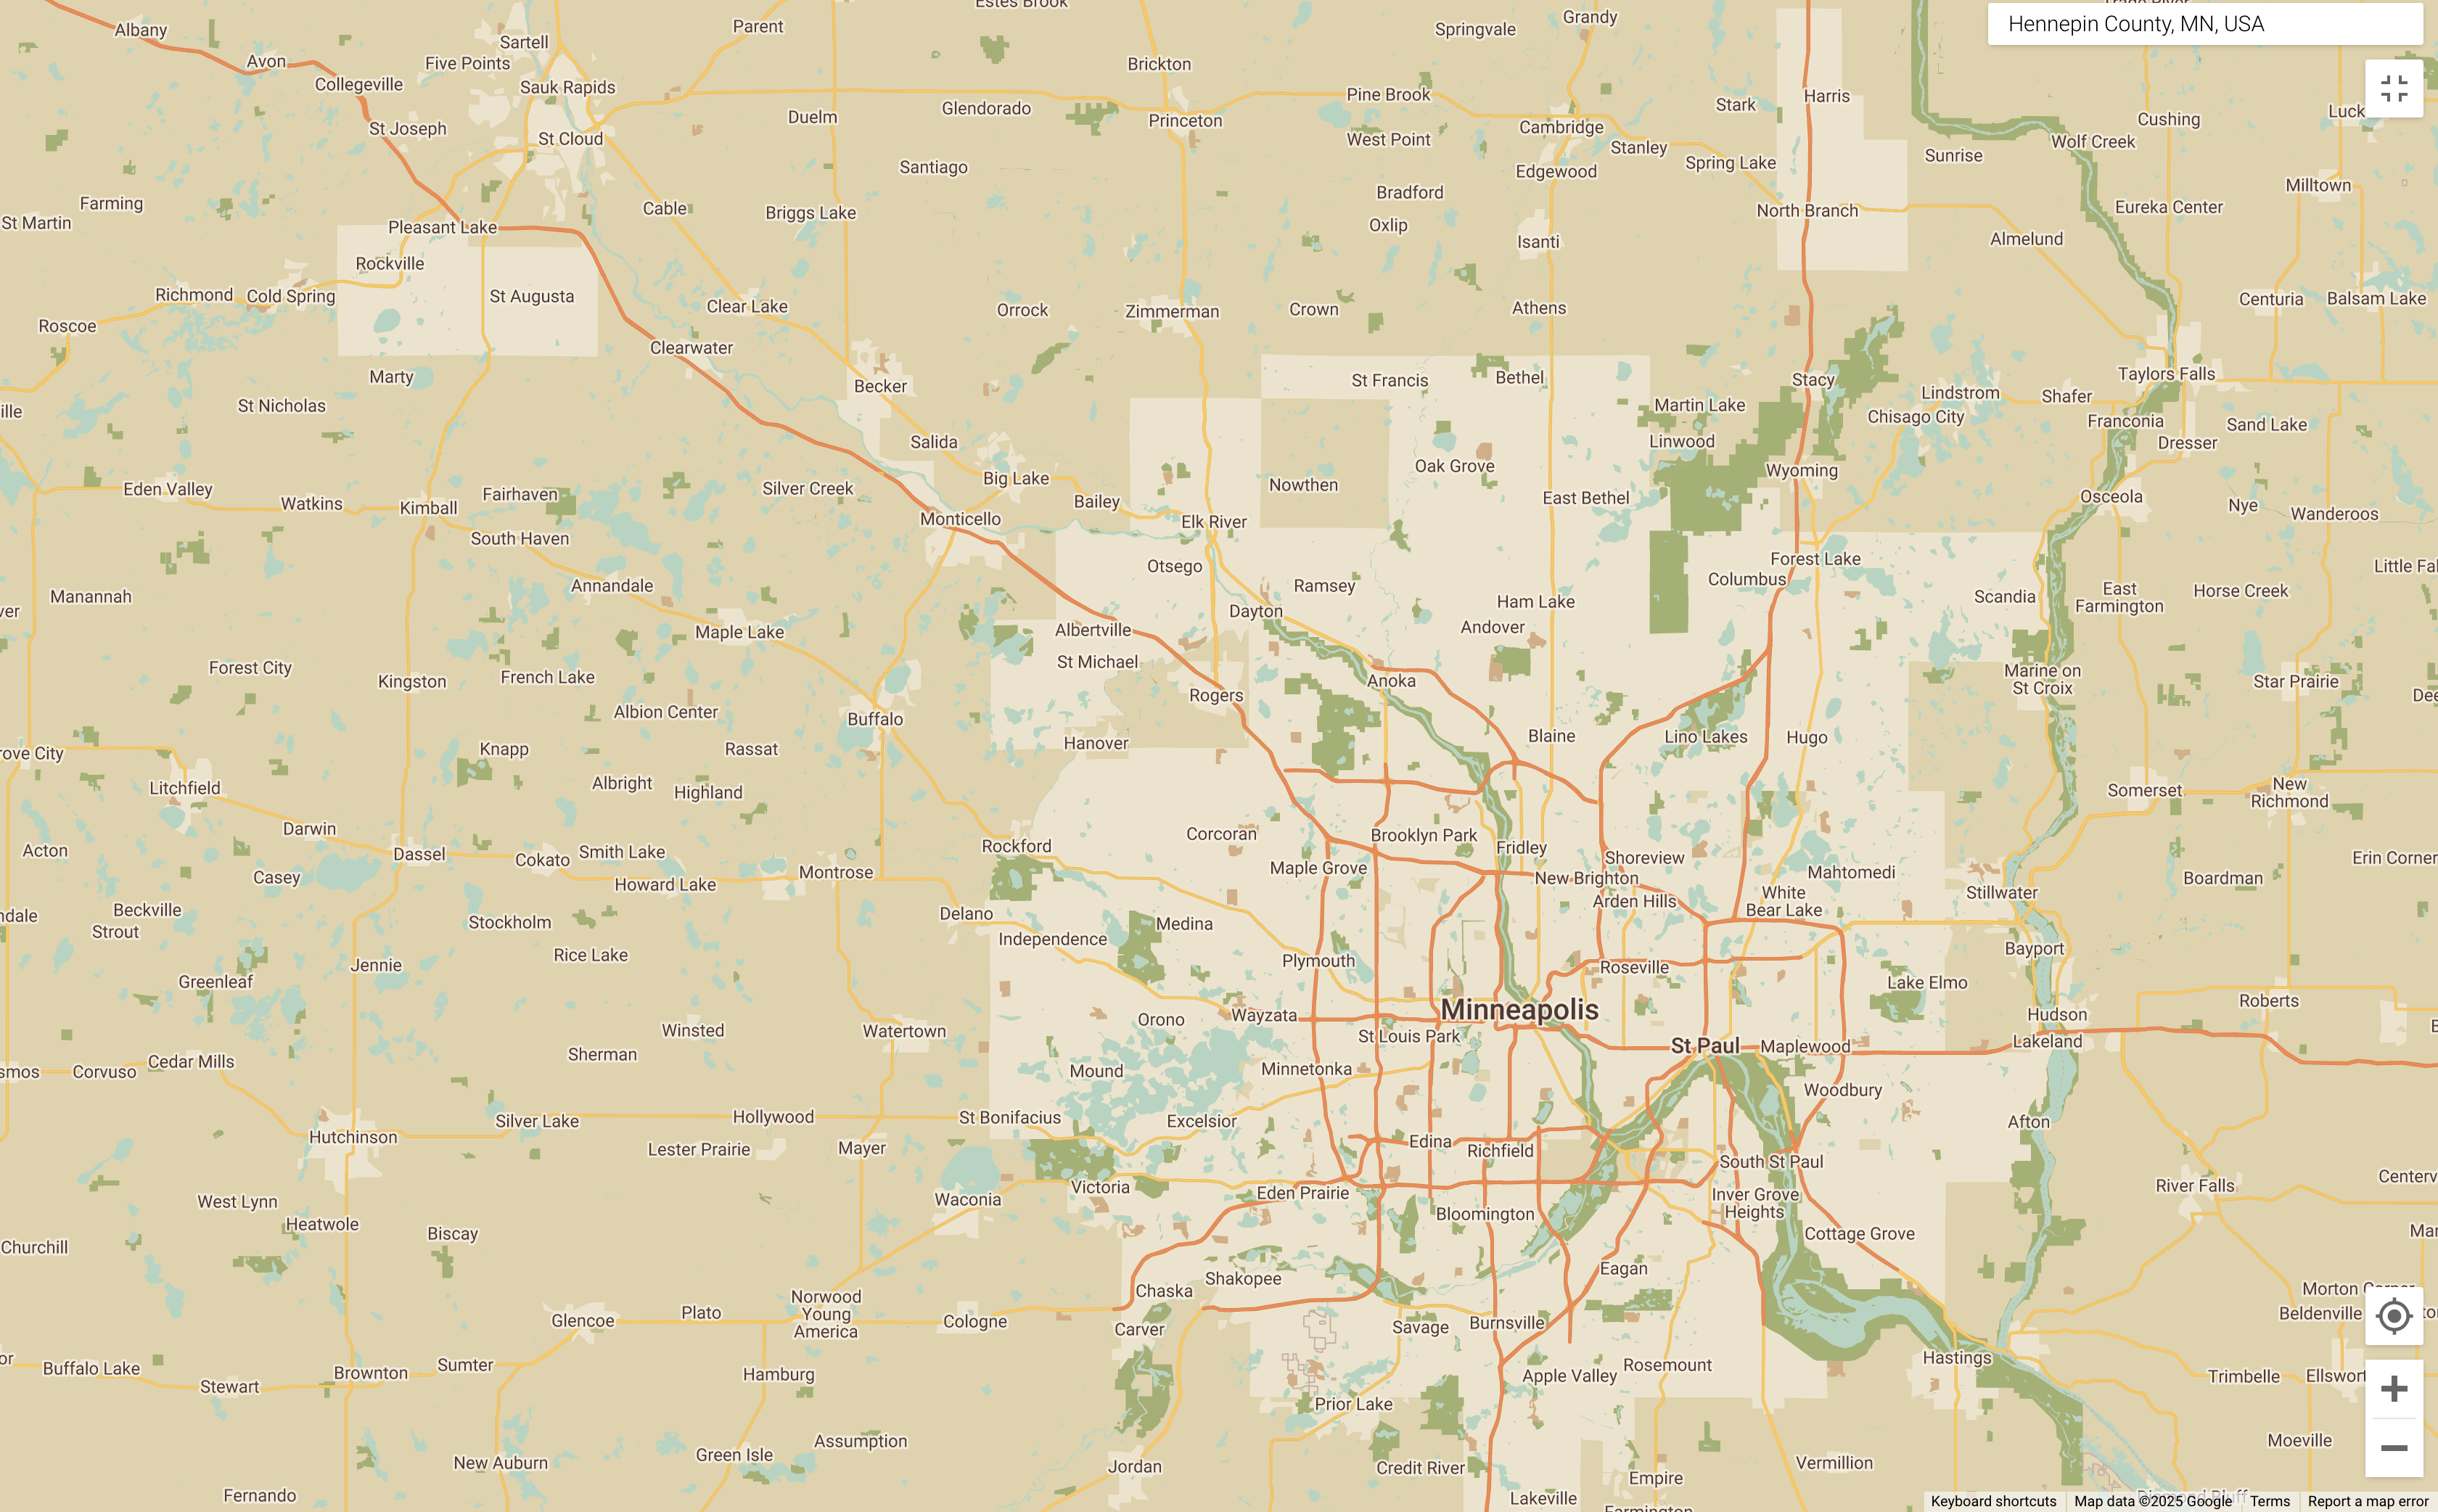 Estes Brook
Hennepin County, MN, USA
Albany
Parent
Springvale
Grandy
Sartell
Avon
Five Points
Brickton
Collegeville
Sauk Rapids
Glendorado
Pine Brook
Stark
Harris
Luck
Duelm
Princeton
Cushing
St Joseph
St Cloud
West Point
Cambridge
Stanley
Wolf Creek
Santiago
Edgewood
Spring Lake
Sunrise
Bradford
Milltown
Farming
Cable
Briggs Lake
North Branch
Eureka Center
St Martin
Pleasant Lake
Oxlip
Isanti
Almelund
Rockville
Richmond
Cold Spring
St Augusta
Clear Lake
Orrock
Zimmerman
Crown
Athens
Centuria
Balsam Lake
Roscoe
Clearwater
Marty
Becker
St Francis
Bethel
Stacy
Taylors Falls
ille
St Nicholas
Martin Lake
Lindstrom
Shafer
Chisago City
Franconia
Sand Lake
Salida
Linwood
Dresser
Oak Grove
Wyoming
Big Lake
Nowthen
Eden Valley
Fairhaven
Silver Creek
Bailey
East Bethel
Osceola
Watkins
Kimball
Nye
Wanderoos
Monticello
Elk River
South Haven
Otsego
Forest Lake
Little Fal
Annandale
Ramsey
Columbus
Manannah
Scandia
East
Farmington
Horse Creek
ver
Dayton
Ham Lake
Maple Lake
Albertville
Andover
Forest City
St Michael
Marine on
St Croix
Kingston
French Lake
Rogers
Anoka
Star Prairie
Dee
Albion Center
Buffalo
Hanover
Blaine
Lino Lakes
Hugo
rove City
Knapp
Rassat
Litchfield
Albright
Highland
Somerset
New
Richmond
Darwin
Corcoran
Brooklyn Park
Acton
Dassel
Cokato
Smith Lake
Rockford
Fridley
Shoreview
Erin Corner
Casey
Howard Lake
Montrose
Maple Grove
New Brighton
Mahtomedi
Boardman
ndale
Beckville
Stockholm
Delano
Medina
Arden Hills
White
Bear Lake
Stillwater
Strout
Independence
Rice Lake
Bayport
Jennie
Plymouth
Roseville
Greenleaf
Lake Elmo
Minneapolis
Roberts
Winsted
Watertown
Orono
Wayzata
Hudson
St Louis Park
St Paul
Maplewood
Lakeland
Sherman
smos
Corvuso
Cedar Mills
Mound
Minnetonka
Woodbury
Silver Lake
Hollywood
St Bonifacius
Excelsior
Afton
Hutchinson
Lester Prairie
Mayer
Edina
Richfield
South St Paul
Centerv
West Lynn
Waconia
Victoria
Eden Prairie
Inver Grove
Heights
River Falls
Heatwole
Biscay
Bloomington
Cottage Grove
Churchill
Eagan
Chaska
Shakopee
Norwood
Young
America
Glencoe
Plato
Cologne
Carver
Savage
Burnsville
Beldenville
Buffalo Lake
Brownton
Sumter
Hamburg
Apple Valley
Rosemount
Hastings
Stewart
Trimbelle
Ellswort
Prior Lake
Assumption
Moeville
New Auburn
Green Isle
Jordan
Credit River
Vermillion
Empire
Fernando
Lakeville
Keyboard shortcuts
Map data ©2025 Google
Terms
Report a map error